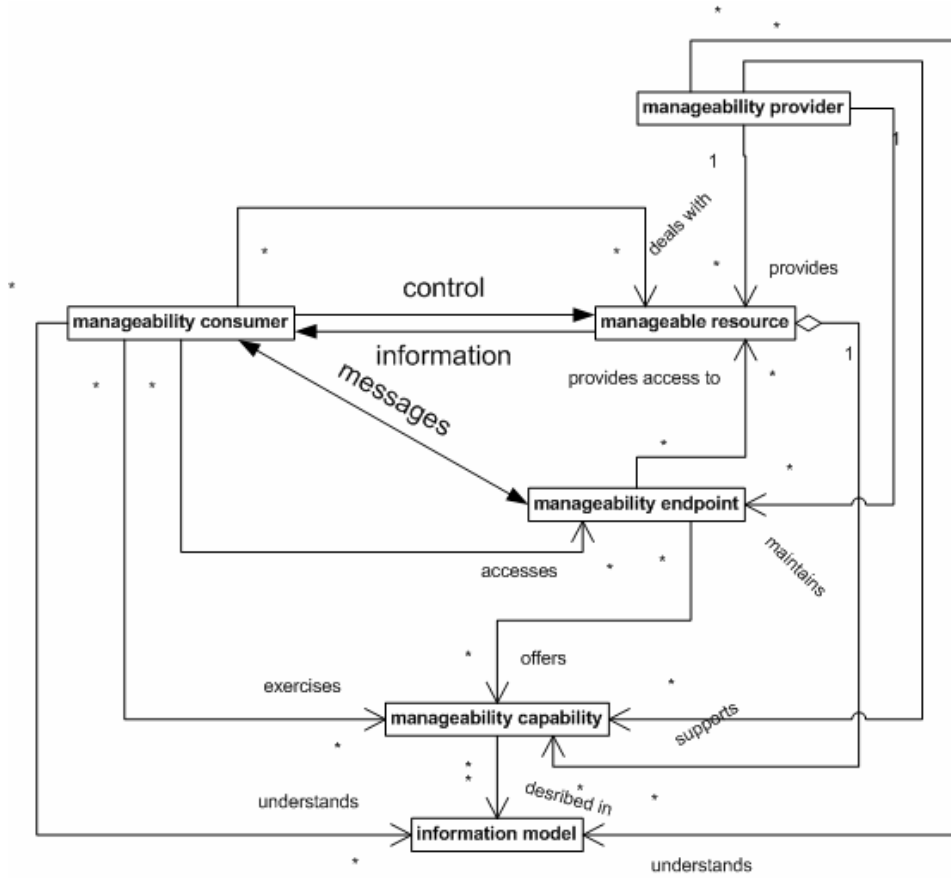 * *
manageability provider
1
1
deals with
* *
*
provides
*
control
manageability consumer
manageable resource
information
1
provides access to
*
* *
messages
*
*
manageability endpoint
maintains
accesses
* *
*
offers
*
exercises
manageability capability
supports
*
*
*
desribed in
* *
understands
information model
*
understands